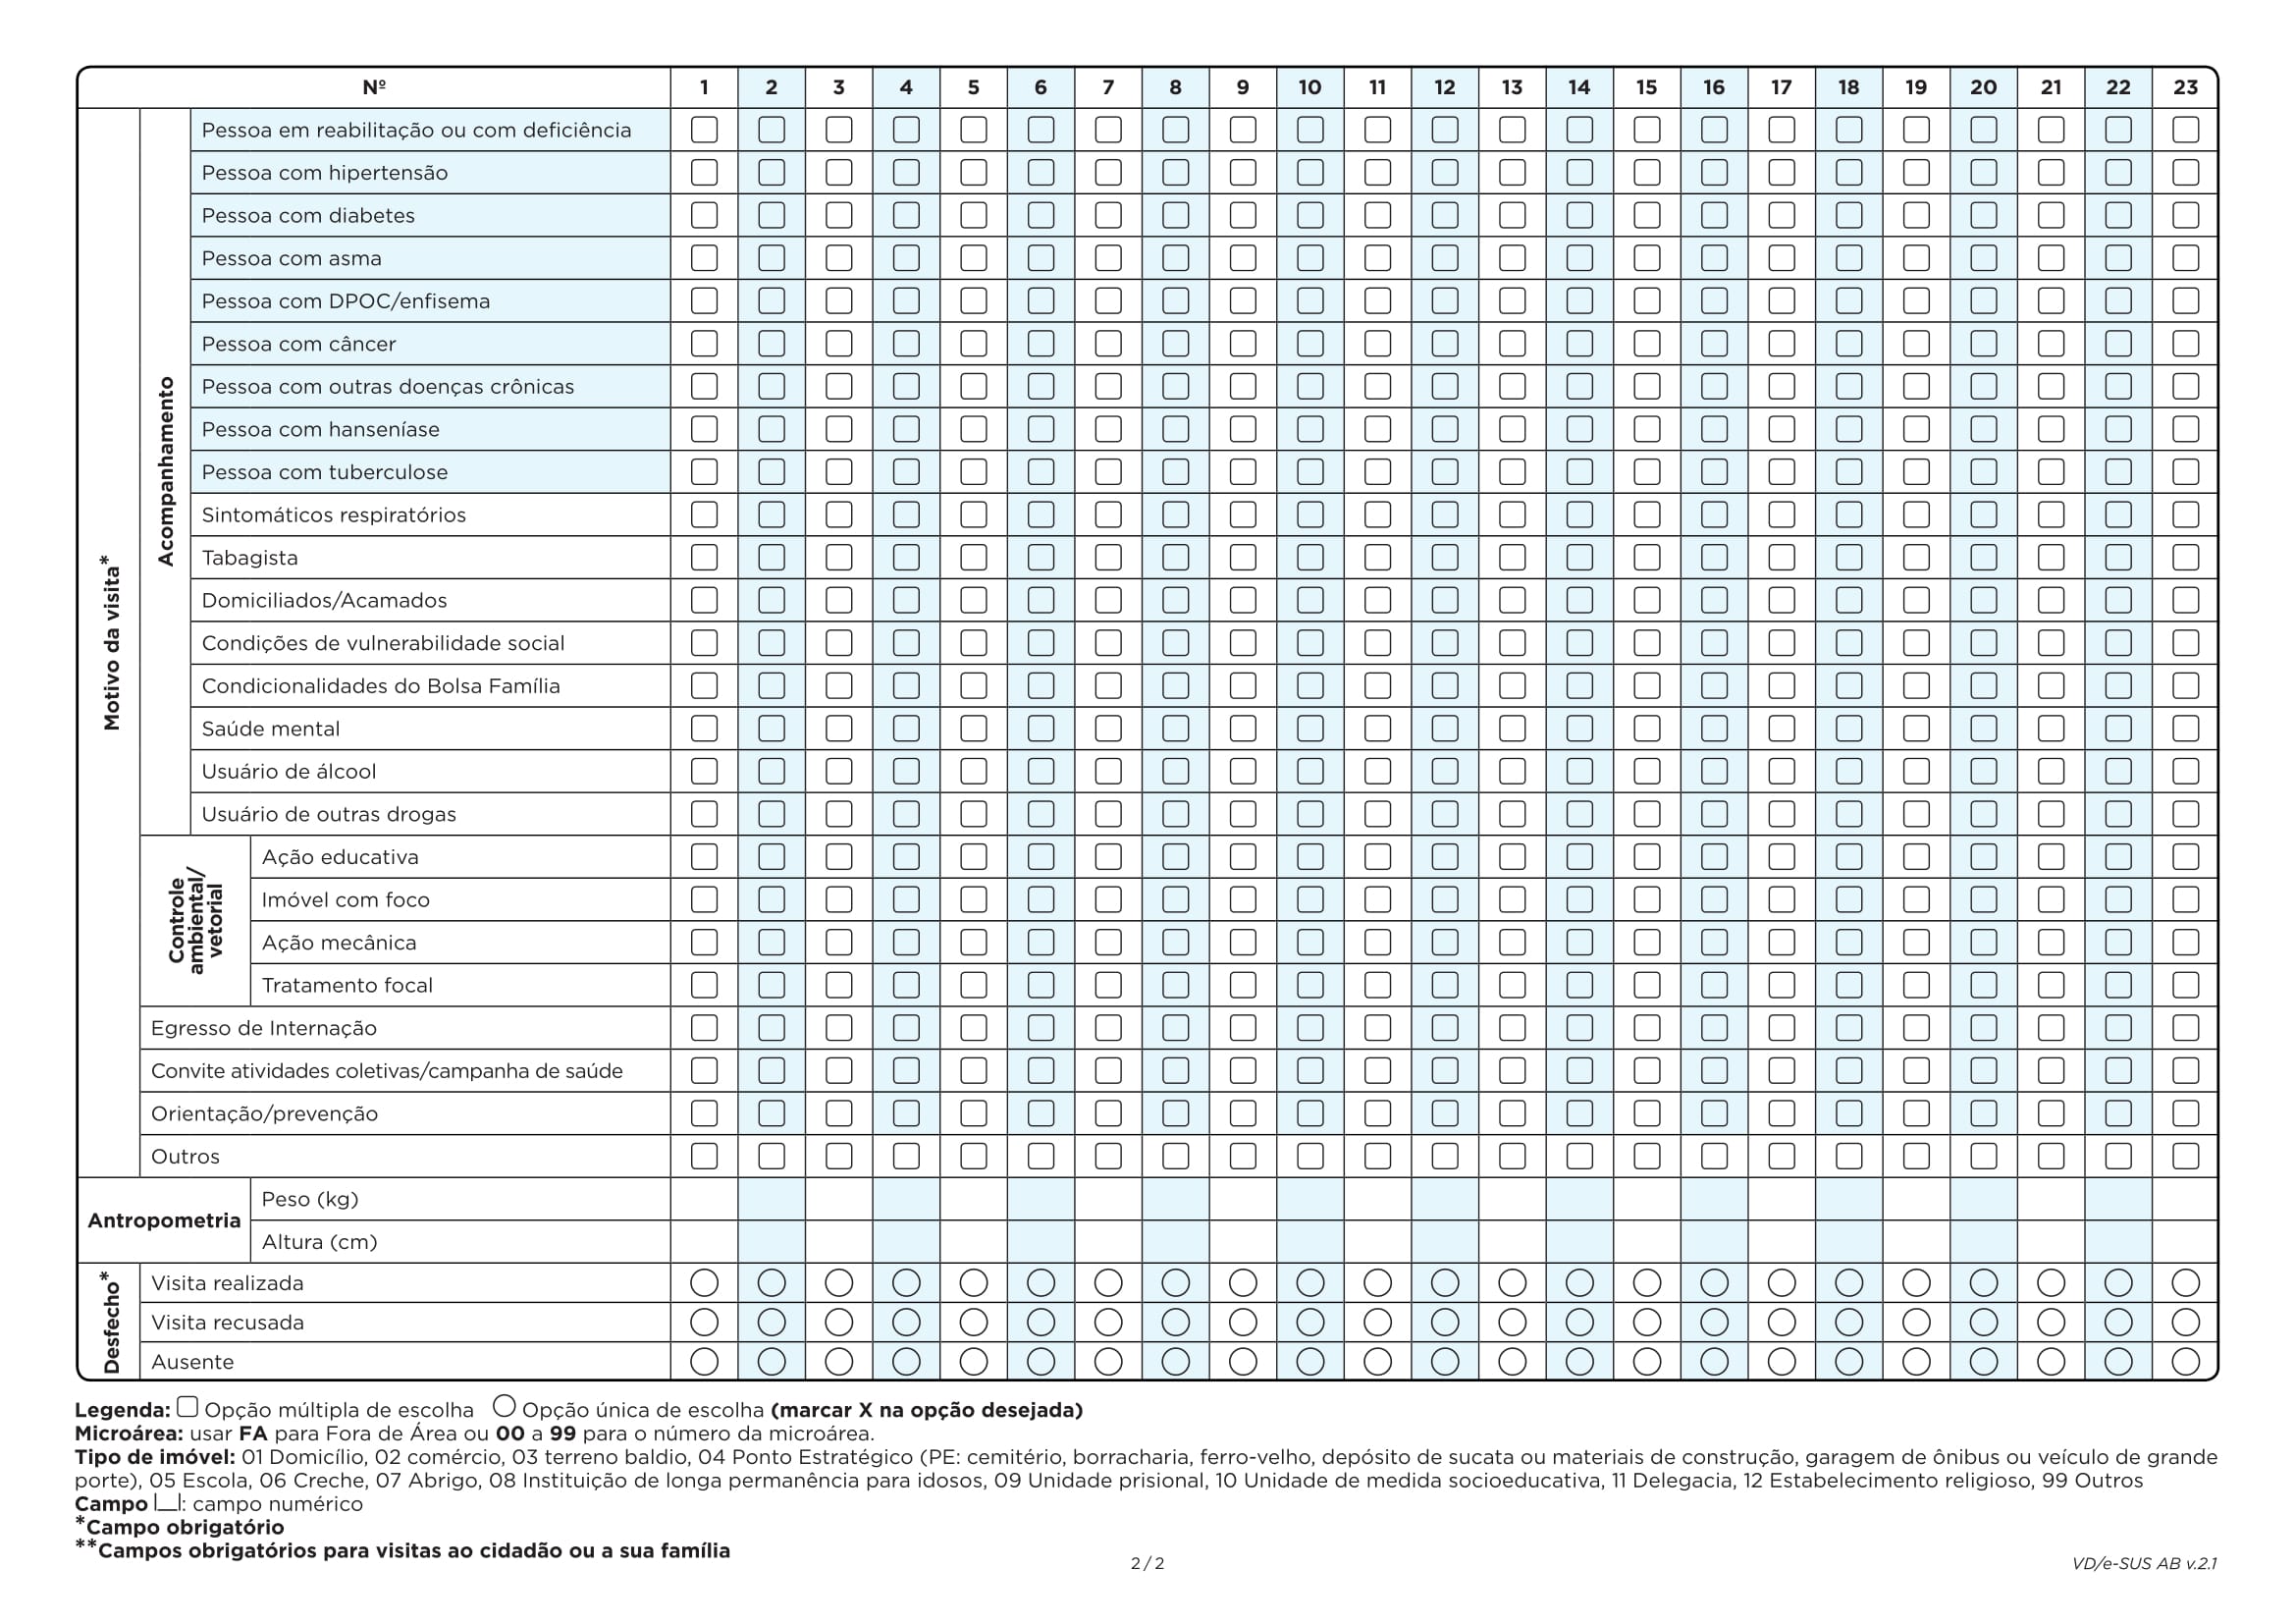 Nº 1 2 3 4 5 6 7 8 9 10 11 12 13 14 15 16 17 18 19 20 21 22 23
Motivo da visita*
Acompanhamento
Pessoa em reabilitação ou com deficiência
Pessoa com hipertensão
Pessoa com diabetes
Pessoa com asma
Pessoa com DPOC/enfisema
Pessoa com câncer
Pessoa com outras doenças crônicas
Pessoa com hanseníase
Pessoa com tuberculose
Sintomáticos respiratórios
Tabagista
Domiciliados/Acamados
Condições de vulnerabilidade social
Condicionalidades do Bolsa Família
Saúde mental
Usuário de álcool
Usuário de outras drogas
Controle
ambiental/
vetorial
Ação educativa
Imóvel com foco
Ação mecânica
Tratamento focal
Egresso de Internação
Convite atividades coletivas/campanha de saúde
Orientação/prevenção
Outros
Antropometria
Peso (kg)
Altura (cm)
Desfecho*
Visita realizada
Visita recusada
Ausente
Legenda: Opção múltipla de escolha Opção única de escolha (marcar X na opção desejada)
Microárea: usar FA para Fora de Área ou 00 a 99 para o número da microárea.
Tipo de imóvel: 01 Domicílio, 02 comércio, 03 terreno baldio, 04 Ponto Estratégico (PE: cemitério, borracharia, ferro-velho, depósito de sucata ou materiais de construção, garagem de ônibus ou veículo de grande
porte), 05 Escola, 06 Creche, 07 Abrigo, 08 Instituição de longa permanência para idosos, 09 Unidade prisional, 10 Unidade de medida socioeducativa, 11 Delegacia, 12 Estabelecimento religioso, 99 Outros
Campo |__|: campo numérico
*Campo obrigatório
**Campos obrigatórios para visitas ao cidadão ou a sua família
2 / 2
VD/e-SUS AB v.2.1